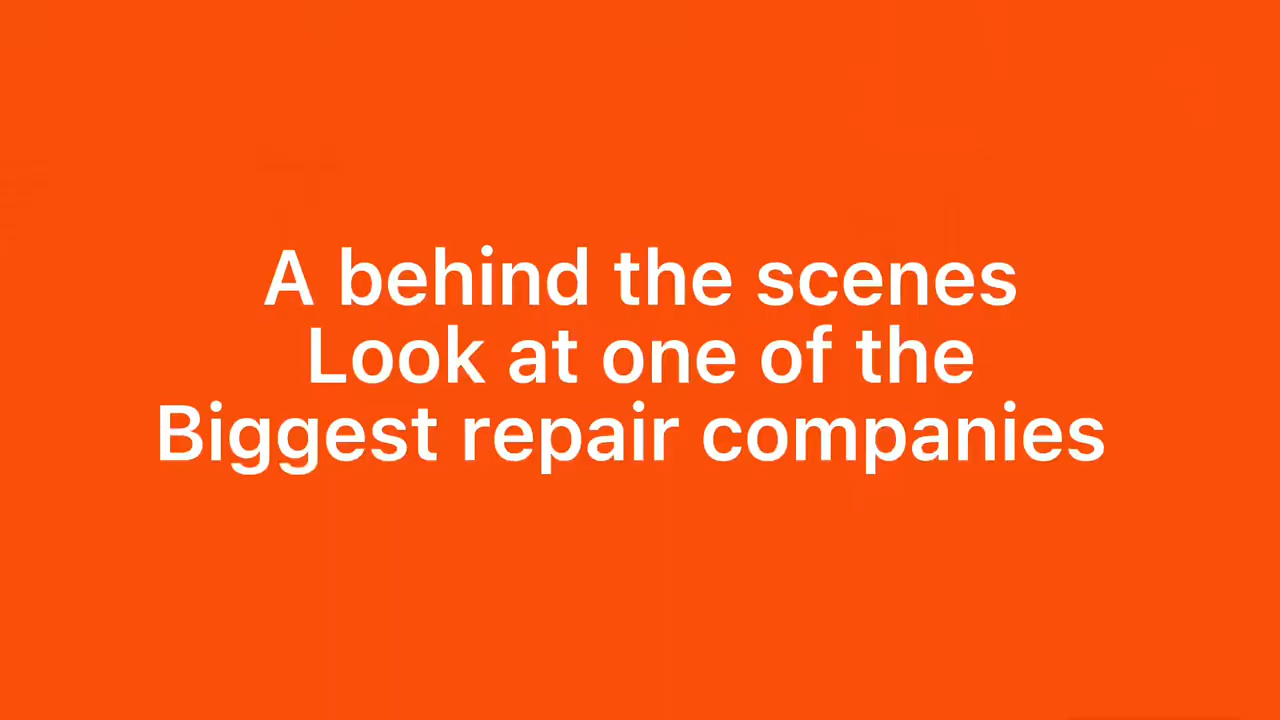 A behind the scenes
Look at one of the
Biggest repair companies